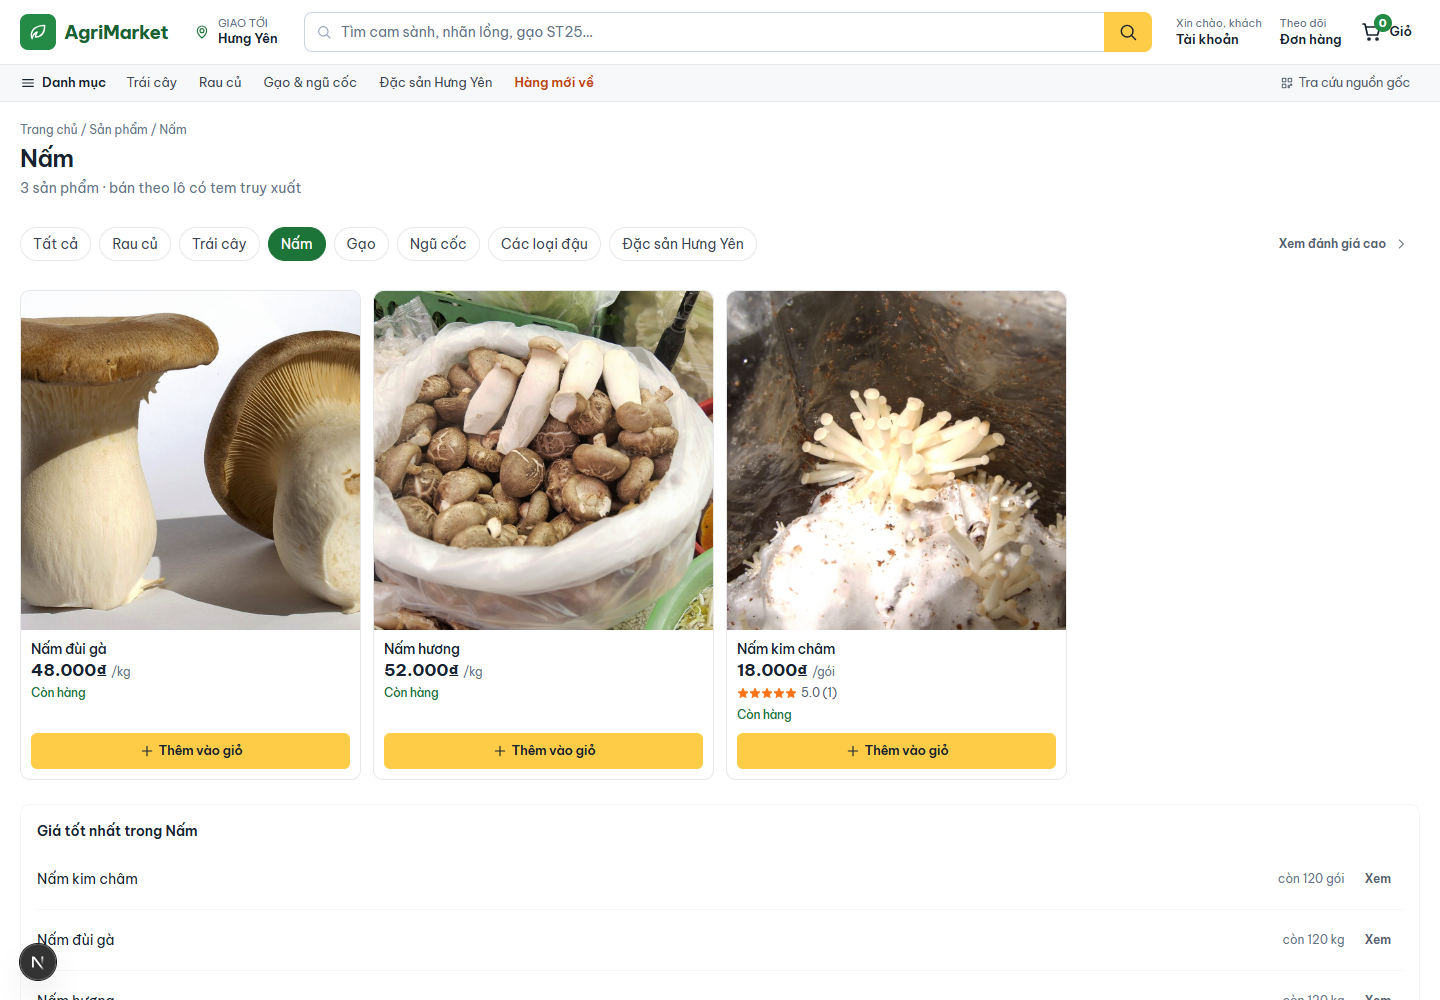 AgriMarket
GIAO TỚI
Hưng Yên
Tìm cam sành, nhãn lồng, gạo ST25...
Xin chào, khách
Tài khoản
Theo dõi
Đơn hàng
0
Giỏ
Danh mục
Trái cây
Rau củ
Gạo & ngũ cốc
Đặc sản Hưng Yên
Hàng mới về
Tra cứu nguồn gốc
Trang chủ / Sản phẩm / Nấm
Nấm
3 sản phẩm · bán theo lô có tem truy xuất
Tất cả
Rau củ
Trái cây
Nấm
Gạo
Ngũ cốc
Các loại đậu
Đặc sản Hưng Yên
Xem đánh giá cao
Nấm đùi gà
48.000₫ /kg
Còn hàng
Thêm vào giỏ
Nấm hương
52.000₫ /kg
Còn hàng
Thêm vào giỏ
Nấm kim châm
18.000₫ /gói
5.0 (1)
Còn hàng
Thêm vào giỏ
Giá tốt nhất trong Nấm
Nấm kim châm
còn 120 gói
Xem
Nấm đùi gà
còn 120 kg
Xem
N
Nấm hương
còn 120 kg
Xem